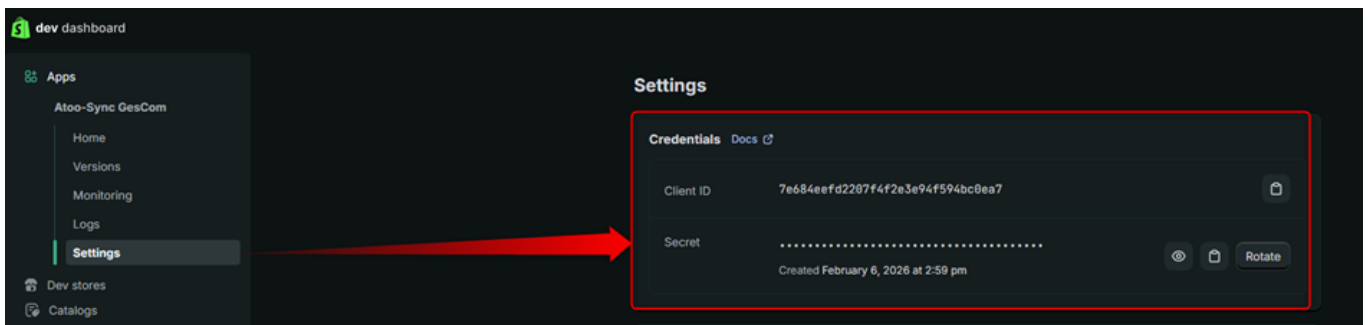 dev dashboard
Apps
Atoo-Sync GesCom
Home
Versions
Monitoring
Logs
Settings
Dev stores
Catalogs
Settings
Credentials Docs
Client ID 7e684eefd2207f4f2e3e94f594bc0ea7
Secret ••••••••••••••••••••••••••••••••••••••
Created February 6, 2026 at 2:59 pm
Rotate